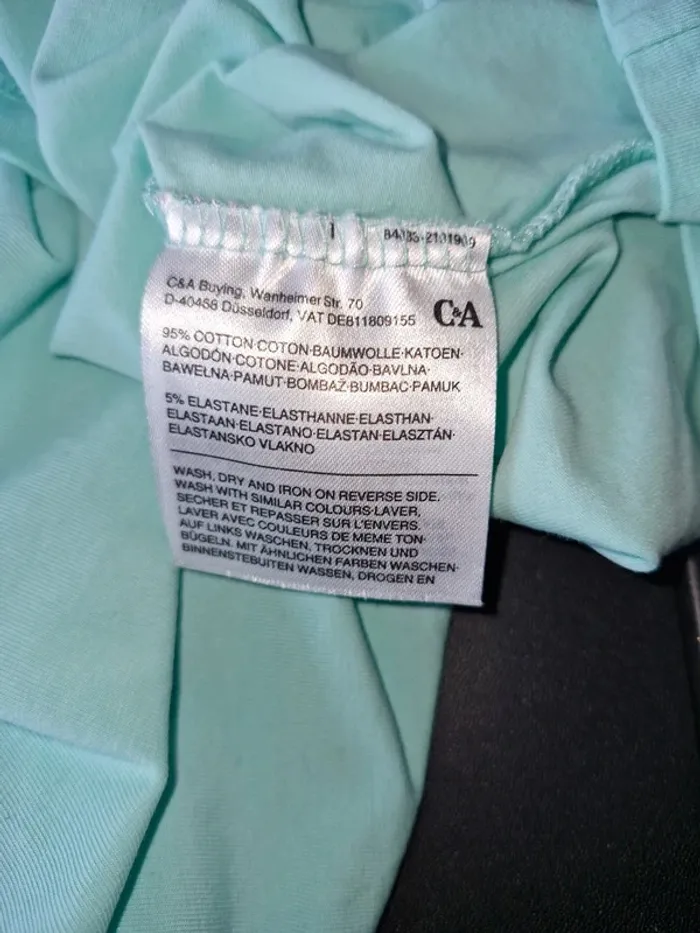 C&A Buying, Wanheimer Str. 70
D-40468 Düsseldorf, VAT DE811809155
C&A
95% COTTON·COTON·BAUMWOLLE·KATOEN·
ALGODÓN·COTONE·ALGODÃO·BAVLNA·
BAWEŁNA·PAMUT·BOMBAŽ·BUMBAC·PAMUK
5% ELASTANE·ELASTHANNE·ELASTHAN·
ELASTAAN·ELASTANO·ELASTAN·ELASZTÁN·
ELASTANSKO VLAKNO
WASH, DRY AND IRON ON REVERSE SIDE.
WASH WITH SIMILAR COLOURS·LAVER,
SECHER ET REPASSER SUR L'ENVERS.
LAVER AVEC COULEURS DE MEME TON·
AUF LINKS WASCHEN, TROCKNEN UND
BÜGELN. MIT ÄHNLICHEN FARBEN WASCHEN·
BINNENSTEBUITEN WASSEN, DROGEN EN